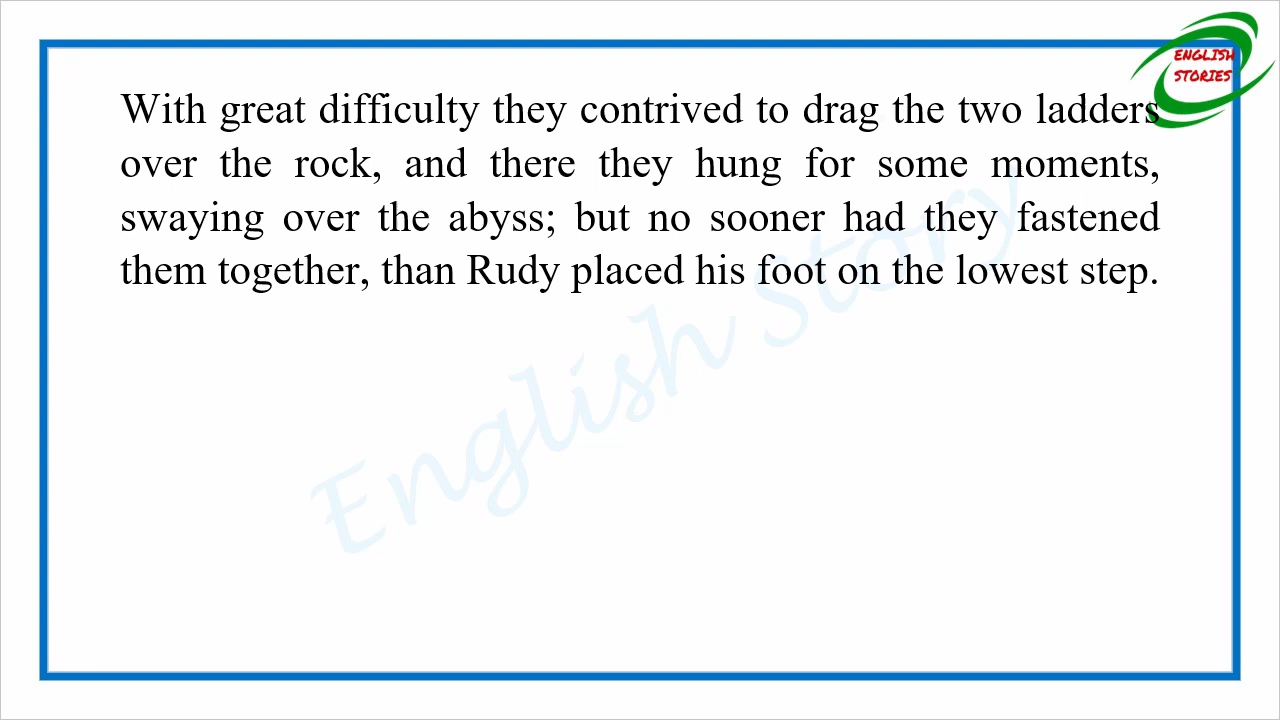 ENGLISH
STORIES
With great difficulty they contrived to drag the two ladders
over the rock, and there they hung for some moments,
swaying over the abyss; but no sooner had they fastened
them together, than Rudy placed his foot on the lowest step.
English Story